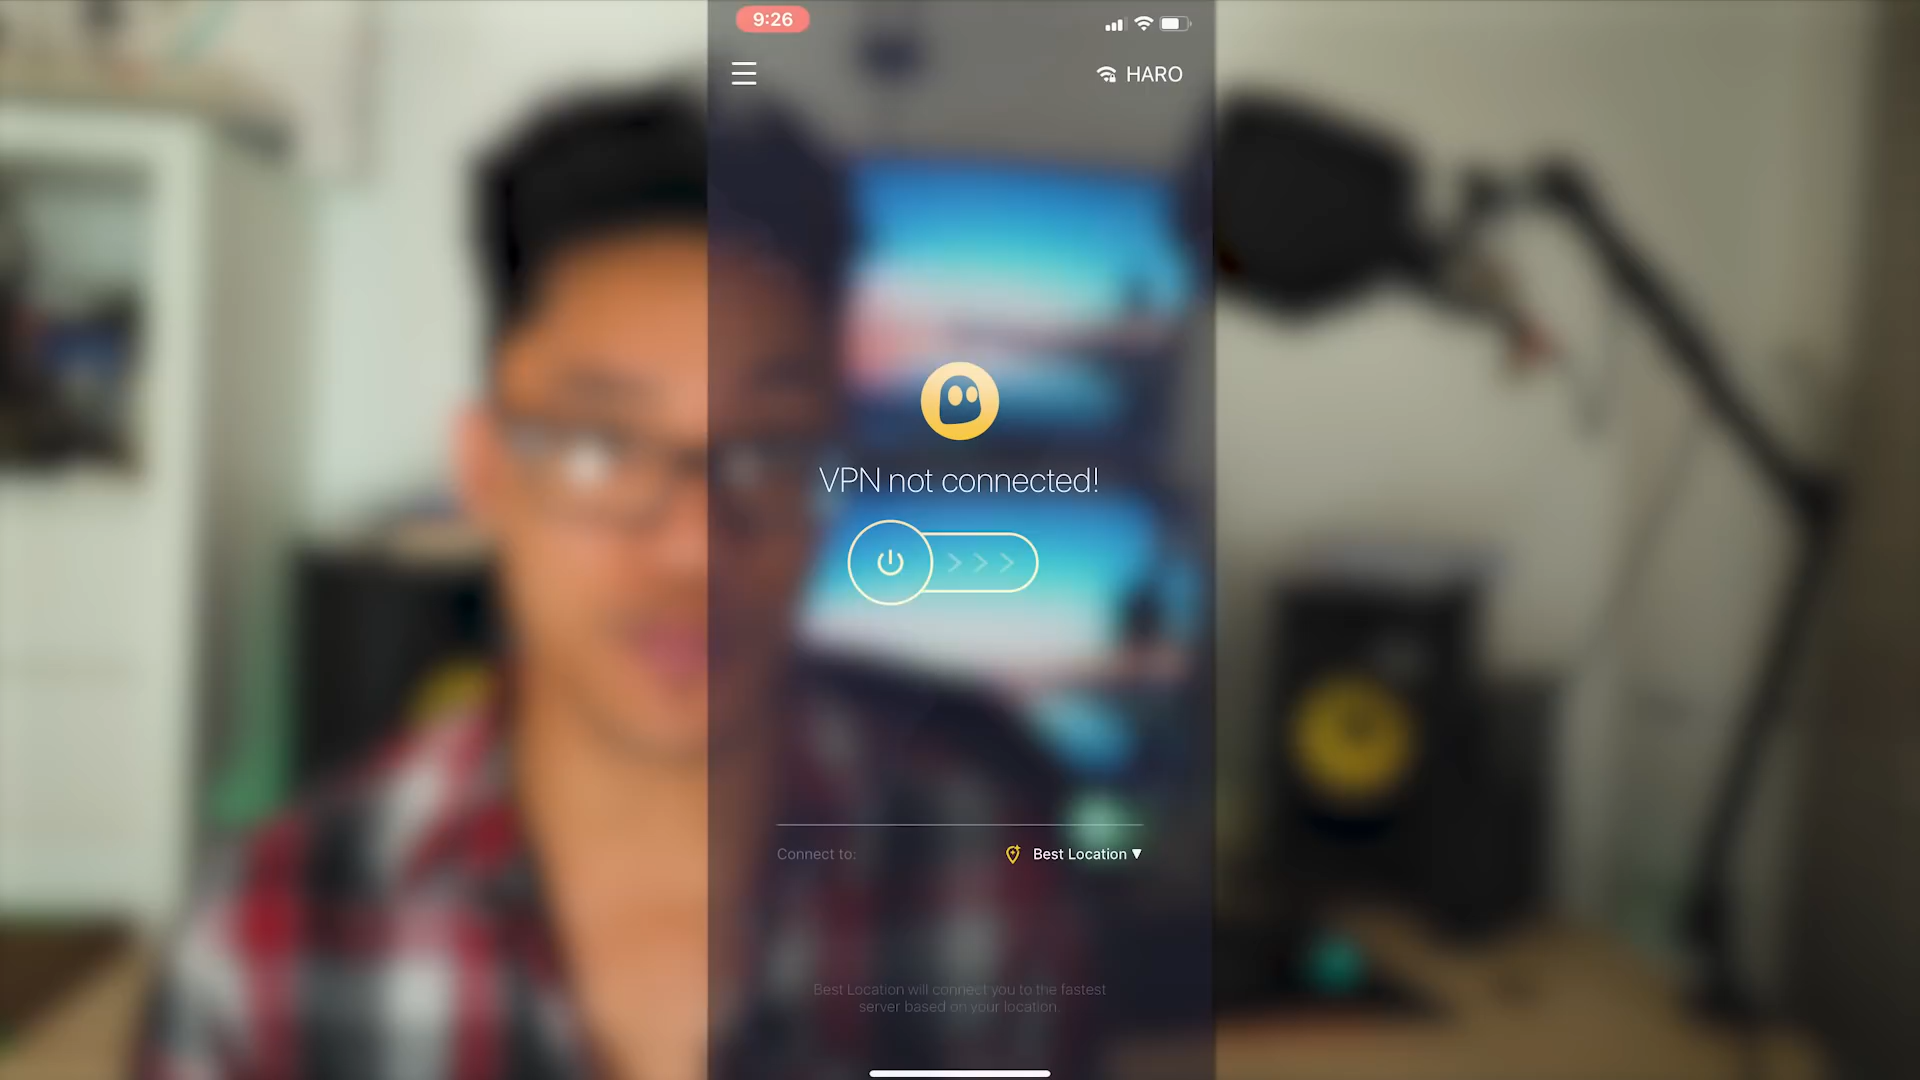 9:26
HARO
VPN not connected!
Connect to:
Best Location
Best Location will connect you to the fastest
server based on your location.